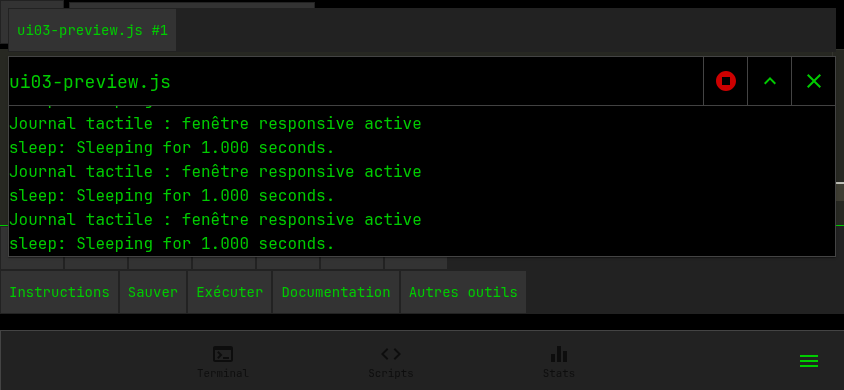 ui03-preview.js #1
ui03-preview.js
Journal tactile : fenêtre responsive active
sleep: Sleeping for 1.000 seconds.
Journal tactile : fenêtre responsive active
sleep: Sleeping for 1.000 seconds.
Journal tactile : fenêtre responsive active
sleep: Sleeping for 1.000 seconds.
Instructions Sauver Exécuter Documentation Autres outils
Terminal Scripts Stats